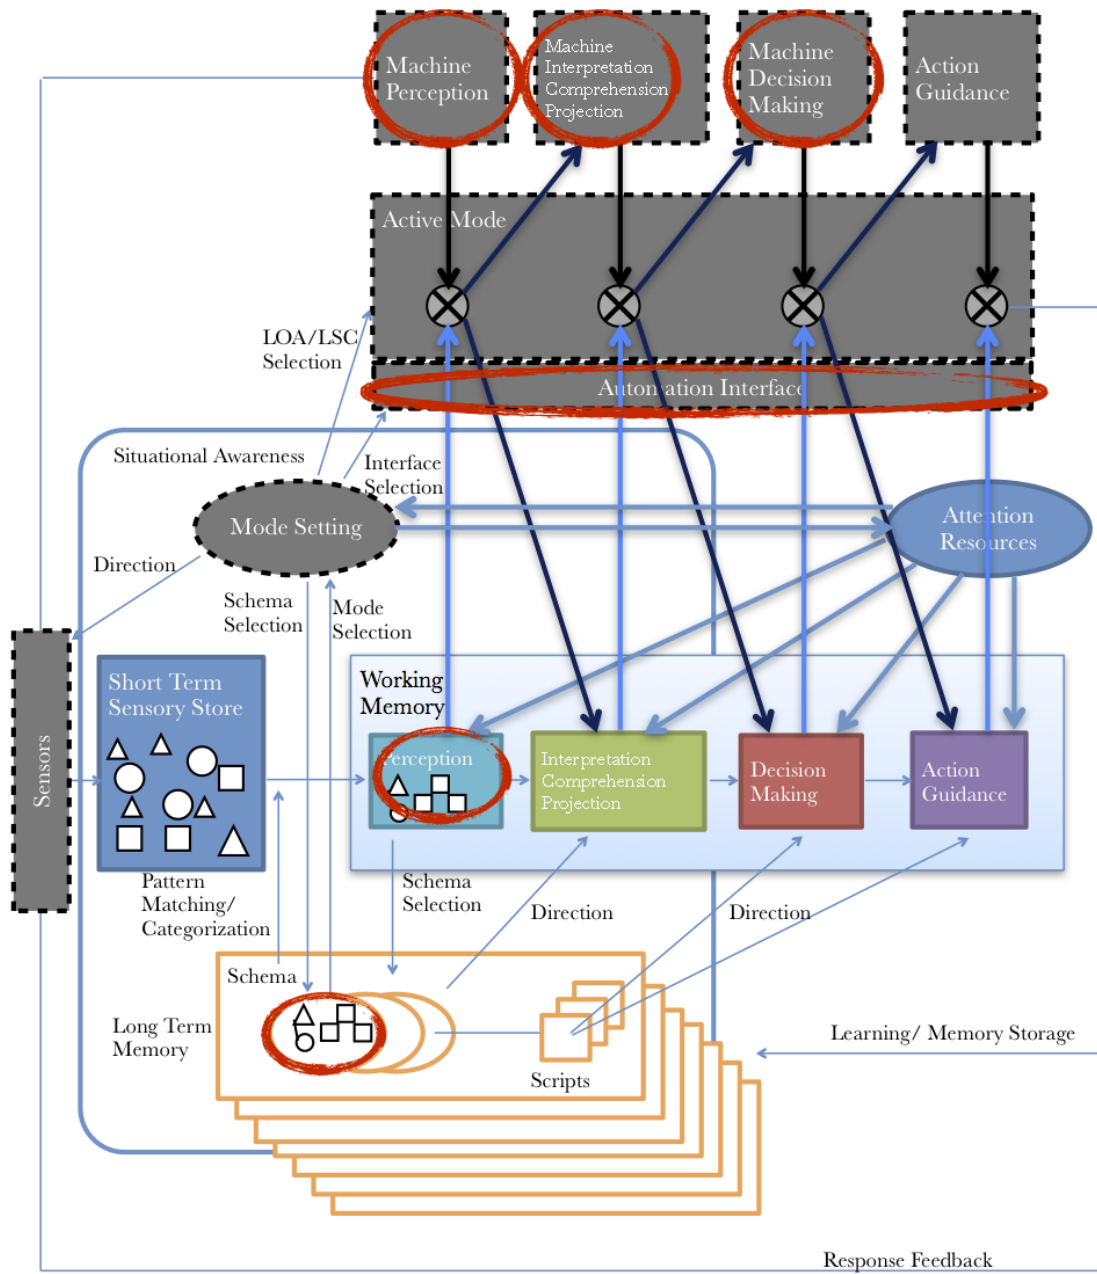 Machine
Perception
Machine
Interpretation
Comprehension
Projection
Machine
Decision
Making
Action
Guidance
Active Mode
LOA/LSC
Selection
Automation Interface
Situational Awareness
Interface
Selection
Mode Setting
Attention
Resources
Direction
Schema
Selection
Mode
Selection
Working
Memory
Short Term
Sensory Store
Sensors
Perception
Interpretation
Comprehension
Projection
Decision
Making
Action
Guidance
Pattern
Matching/
Categorization
Schema
Selection
Direction
Direction
Schema
Long Term
Memory
Scripts
Learning/ Memory Storage
Response Feedback